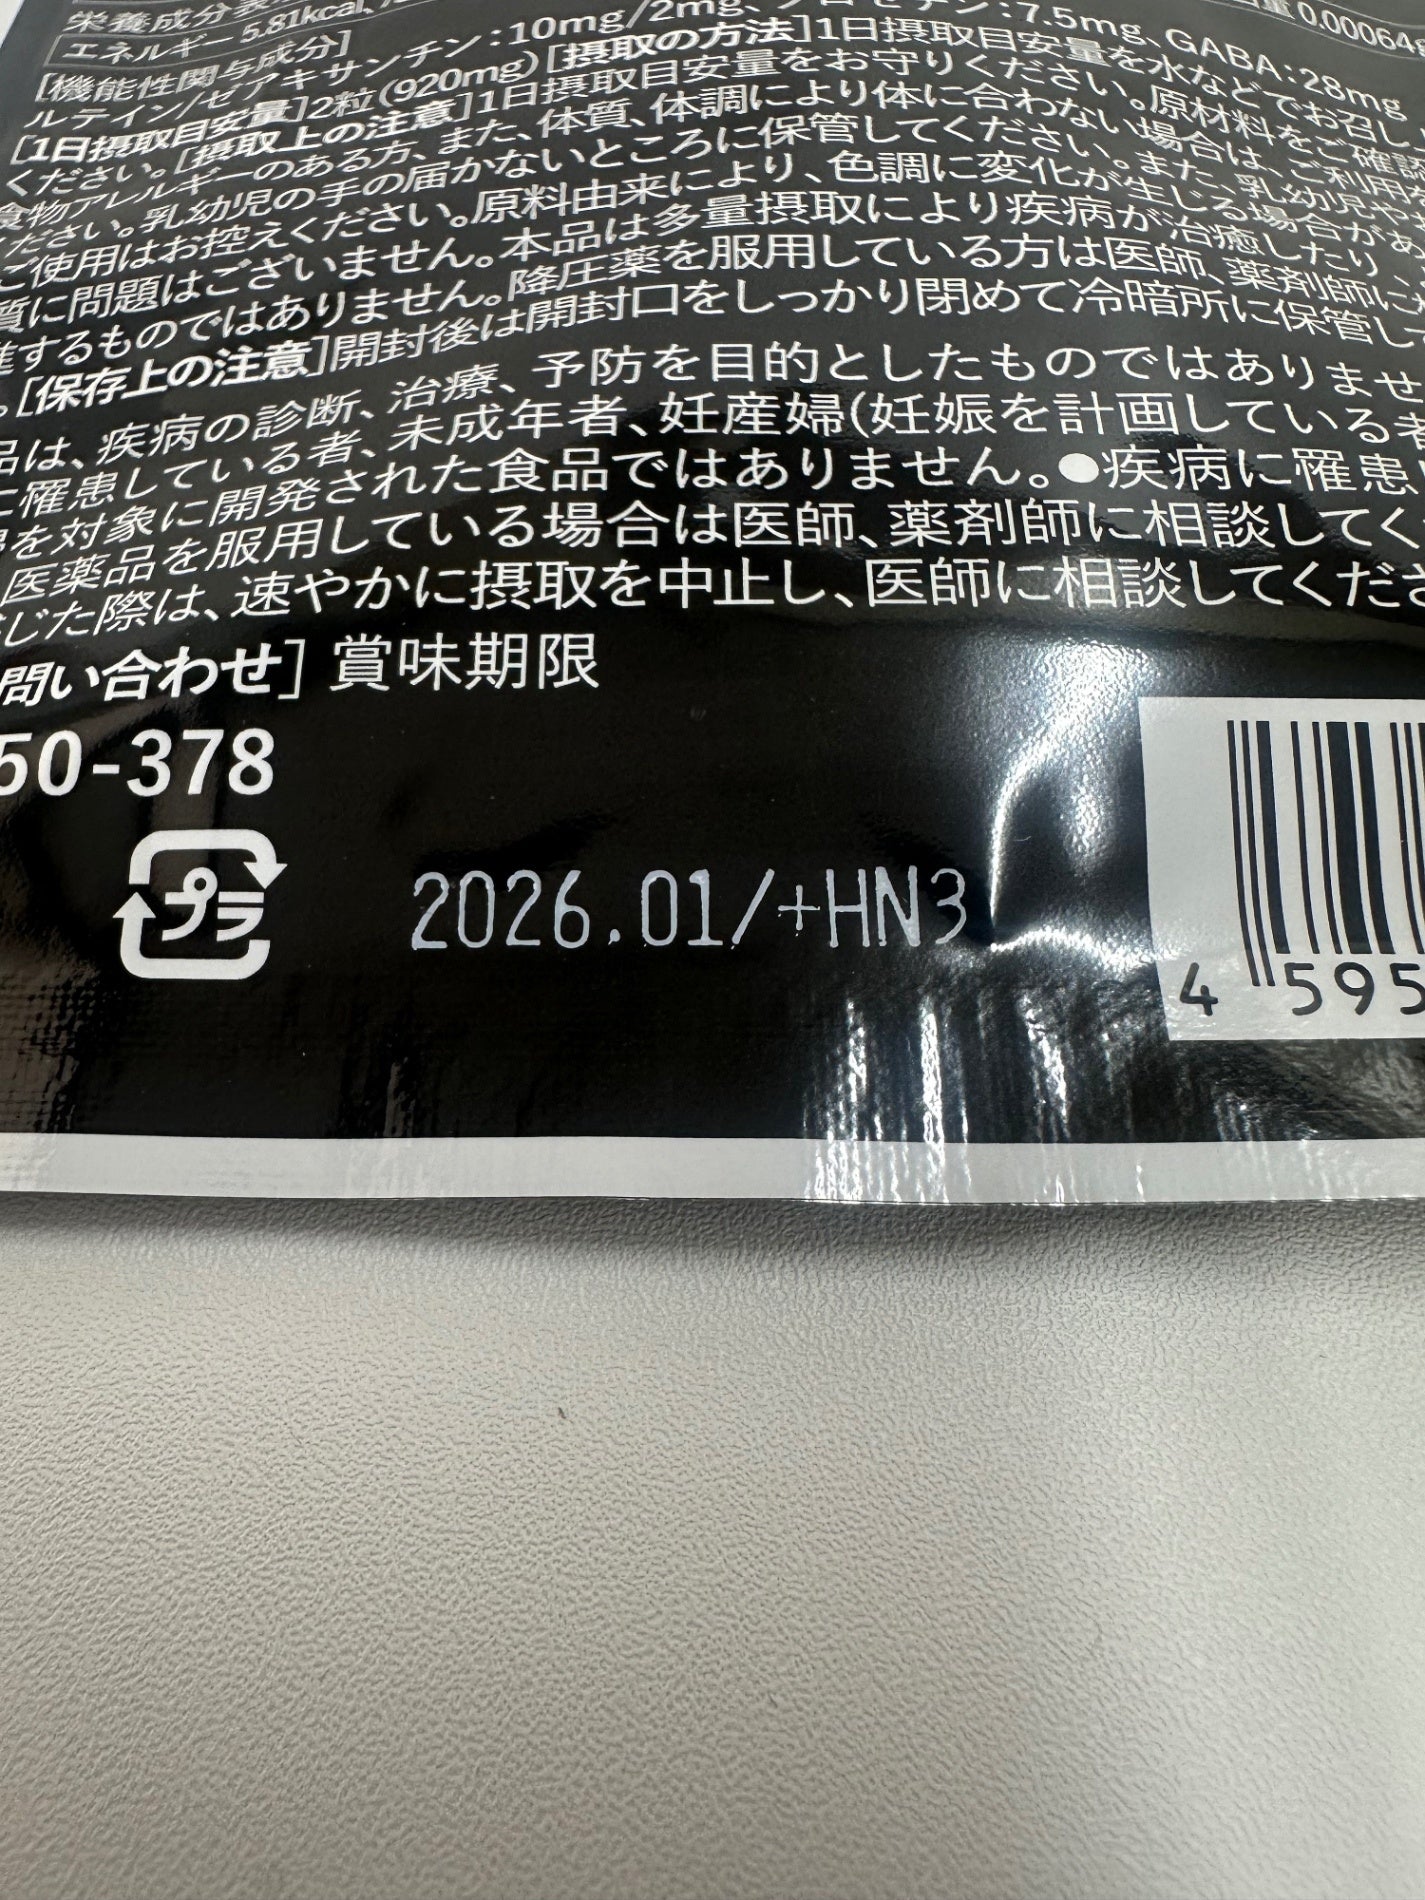 栄養成分表
エネルギー 5.81kcal、
量 0.00064g
[機能性関与成分]
ルテイン/ゼアキサンチン:10mg/2mg、 :7.5mg、GABA:28mg
[1日摂取目安量]2粒(920mg)[摂取の方法]1日摂取目安量を水などでお召し
ください。[摂取上の注意]1日摂取目安量をお守りください。原材料をご確認
食物アレルギーのある方、また、体質、体調により体に合わない場合は、ご利用
ださい。乳幼児の手の届かないところに保管してください。また、乳幼児や
ご使用はお控えください。原料由来により、色調に変化が生じる場合があ
質に問題はございません。本品は多量摂取により疾病が治癒したり、
進するものではありません。降圧薬を服用している方は医師、薬剤師に
。[保存上の注意]開封後は開封口をしっかり閉めて冷暗所に保管し
品は、疾病の診断、治療、予防を目的としたものではありませ
に罹患している者、未成年者、妊産婦(妊娠を計画している者
を対象に開発された食品ではありません。●疾病に罹患
医薬品を服用している場合は医師、薬剤師に相談してく
じた際は、速やかに摂取を中止し、医師に相談してくださ
問い合わせ] 賞味期限
50-378
プラ
2026.01/+HN3
4 595